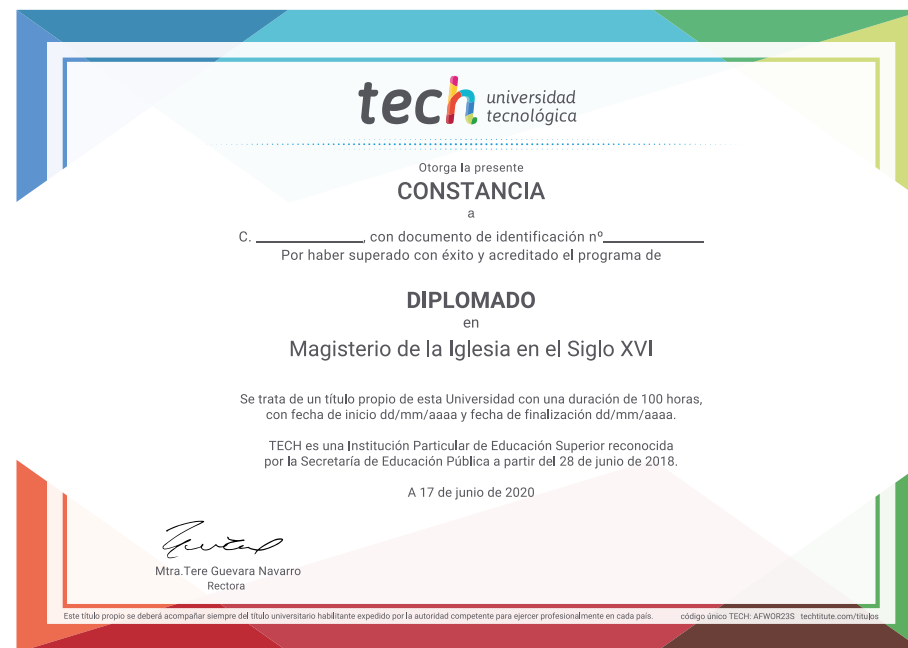 tech universidad
tecnológica
Otorga la presente
CONSTANCIA
a
C. ____________, con documento de identificación nº____________
Por haber superado con éxito y acreditado el programa de
DIPLOMADO
en
Magisterio de la Iglesia en el Siglo XVI
Se trata de un título propio de esta Universidad con una duración de 100 horas,
con fecha de inicio dd/mm/aaaa y fecha de finalización dd/mm/aaaa.
TECH es una Institución Particular de Educación Superior reconocida
por la Secretaría de Educación Pública a partir del 28 de junio de 2018.
A 17 de junio de 2020
Mtra.Tere Guevara Navarro
Rectora
Este título propio se deberá acompañar siempre del título universitario habilitante expedido por la autoridad competente para ejercer profesionalmente en cada país. código único TECH: AFWOR23S techtitute.com/titulos